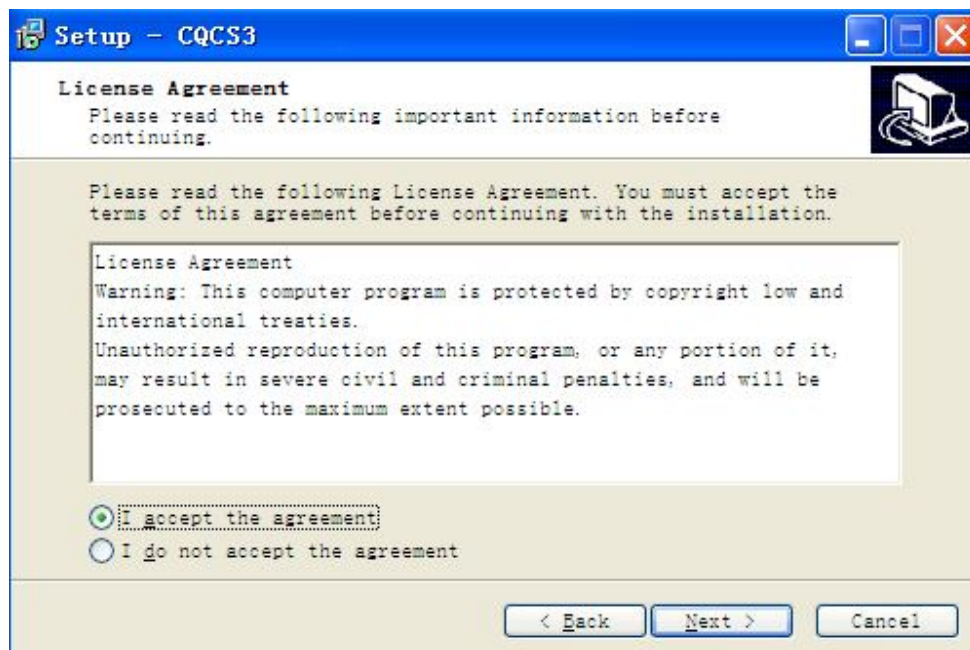 Setup - CQCS3
License Agreement
Please read the following important information before
continuing.
Please read the following License Agreement. You must accept the
terms of this agreement before continuing with the installation.
License Agreement
Warning: This computer program is protected by copyright low and
international treaties.
Unauthorized reproduction of this program, or any portion of it,
may result in severe civil and criminal penalties, and will be
prosecuted to the maximum extent possible.
I accept the agreement
I do not accept the agreement
< Back
Next >
Cancel